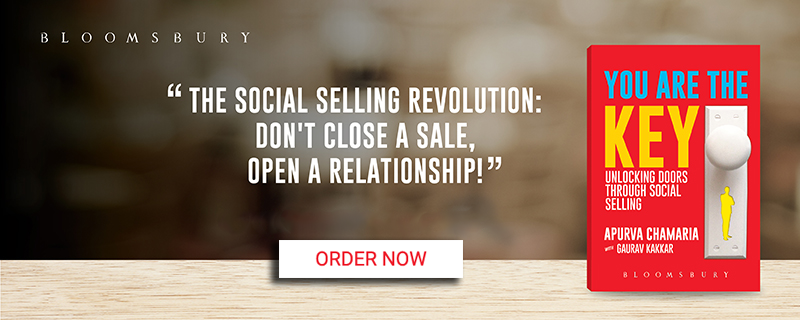 BLOOMSBURY
“THE SOCIAL SELLING REVOLUTION:
DON'T CLOSE A SALE,
OPEN A RELATIONSHIP!”
ORDER NOW
YOU ARE THE
KEY
UNLOCKING DOORS
THROUGH SOCIAL
SELLING
APURVA CHAMARIA
WITH GAURAV KAKKAR
BLOOMSBURY